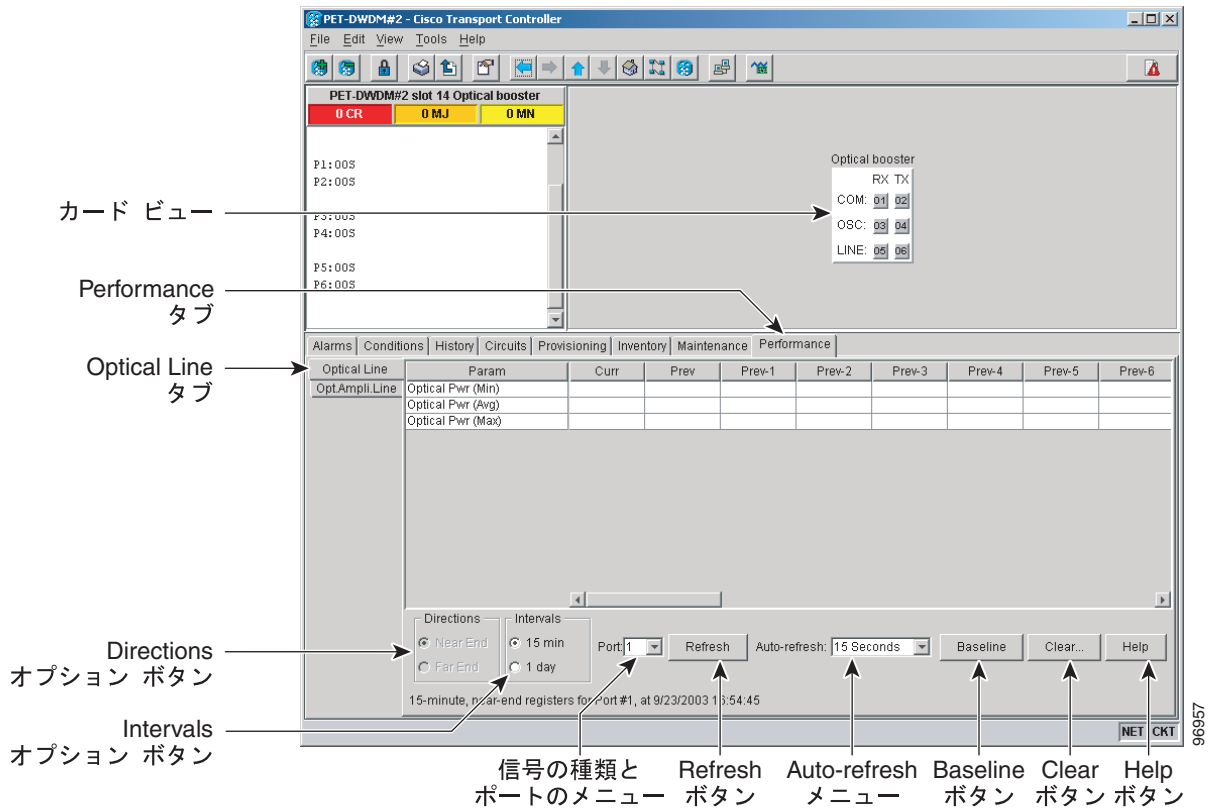 PET-DWDM#2 - Cisco Transport Controller
File Edit View Tools Help
PET-DWDM#2 slot 14 Optical booster
0 CR 0 MJ 0 MN
P1:OOS
P2:OOS
P3:OOS
P4:OOS
P5:OOS
P6:OOS
Optical booster
RX TX
COM: 01 02
OSC: 03 04
LINE: 05 06
カード ビュー
Performance
タブ
Optical Line
タブ
Alarms Conditions History Circuits Provisioning Inventory Maintenance Performance
Optical Line
Opt.Ampli.Line
Param Curr Prev Prev-1 Prev-2 Prev-3 Prev-4 Prev-5 Prev-6
Optical Pwr (Min)
Optical Pwr (Avg)
Optical Pwr (Max)
Directions
オプション ボタン
Intervals
オプション ボタン
Directions
Near End
Far End
Intervals
15 min
1 day
Port: 1 Refresh Auto-refresh: 15 Seconds Baseline Clear... Help
15-minute, near-end registers for Port #1, at 9/23/2003 16:54:45
NET CKT
96957
信号の種類と
ポートのメニュー
Refresh
ボタン
Auto-refresh
メニュー
Baseline
ボタン
Clear
ボタン
Help
ボタン